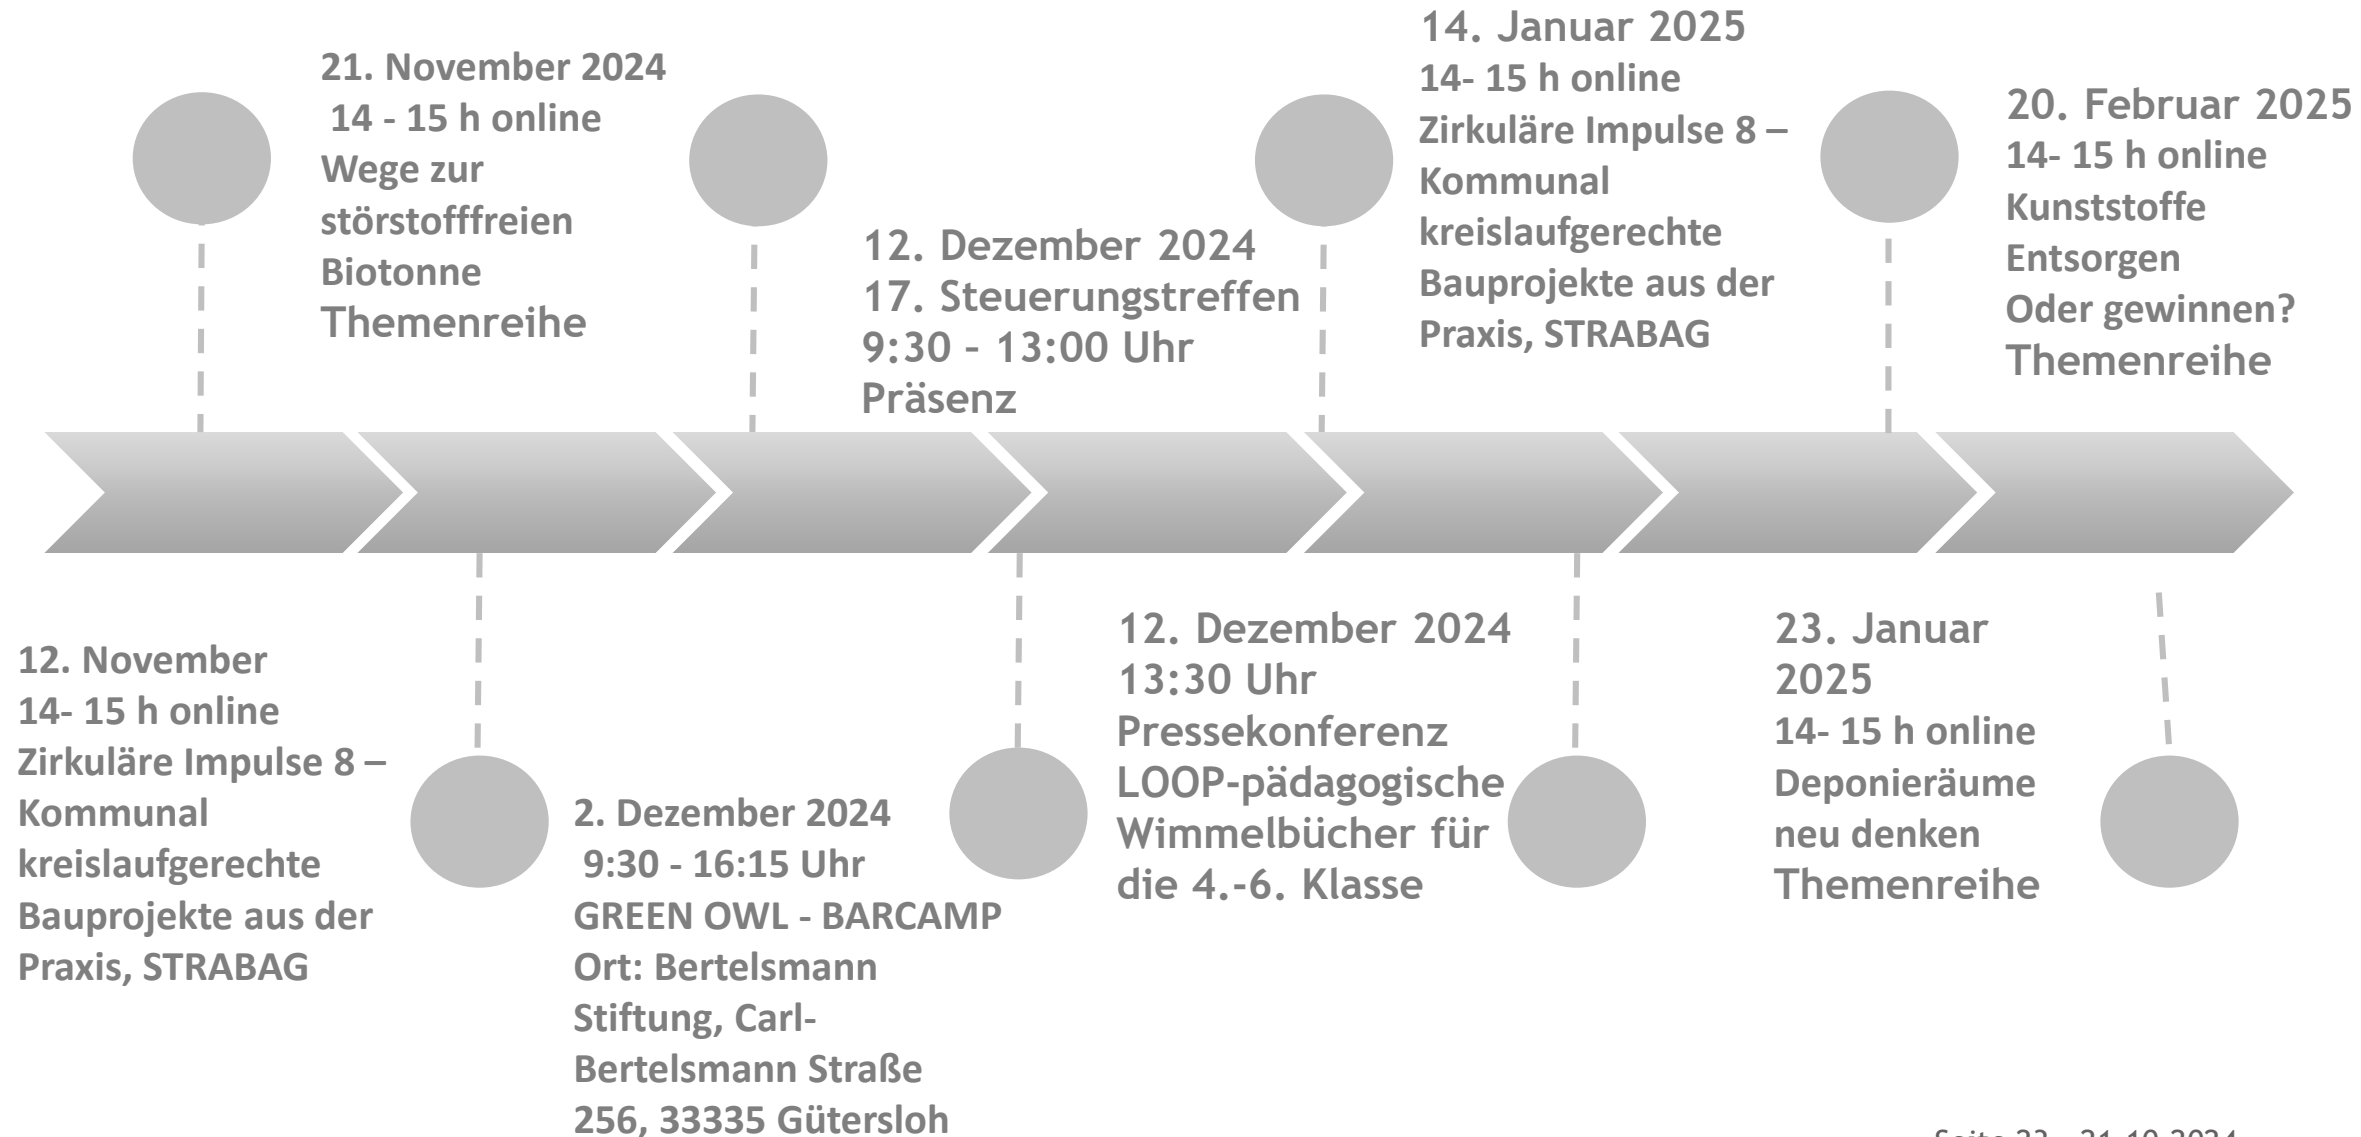 21. November 2024
14 - 15 h online
Wege zur
störstofffreien
Biotonne
Themenreihe
12. Dezember 2024
17. Steuerungstreffen
9:30 - 13:00 Uhr
Präsenz
14. Januar 2025
14- 15 h online
Zirkuläre Impulse 8 –
Kommunal
kreislaufgerechte
Bauprojekte aus der
Praxis, STRABAG
20. Februar 2025
14- 15 h online
Kunststoffe
Entsorgen
Oder gewinnen?
Themenreihe
12. November
14- 15 h online
Zirkuläre Impulse 8 –
Kommunal
kreislaufgerechte
Bauprojekte aus der
Praxis, STRABAG
2. Dezember 2024
9:30 - 16:15 Uhr
GREEN OWL - BARCAMP
Ort: Bertelsmann
Stiftung, Carl-
Bertelsmann Straße
256, 33335 Gütersloh
12. Dezember 2024
13:30 Uhr
Pressekonferenz
LOOP-pädagogische
Wimmelbücher für
die 4.-6. Klasse
23. Januar
2025
14- 15 h online
Deponieräume
neu denken
Themenreihe